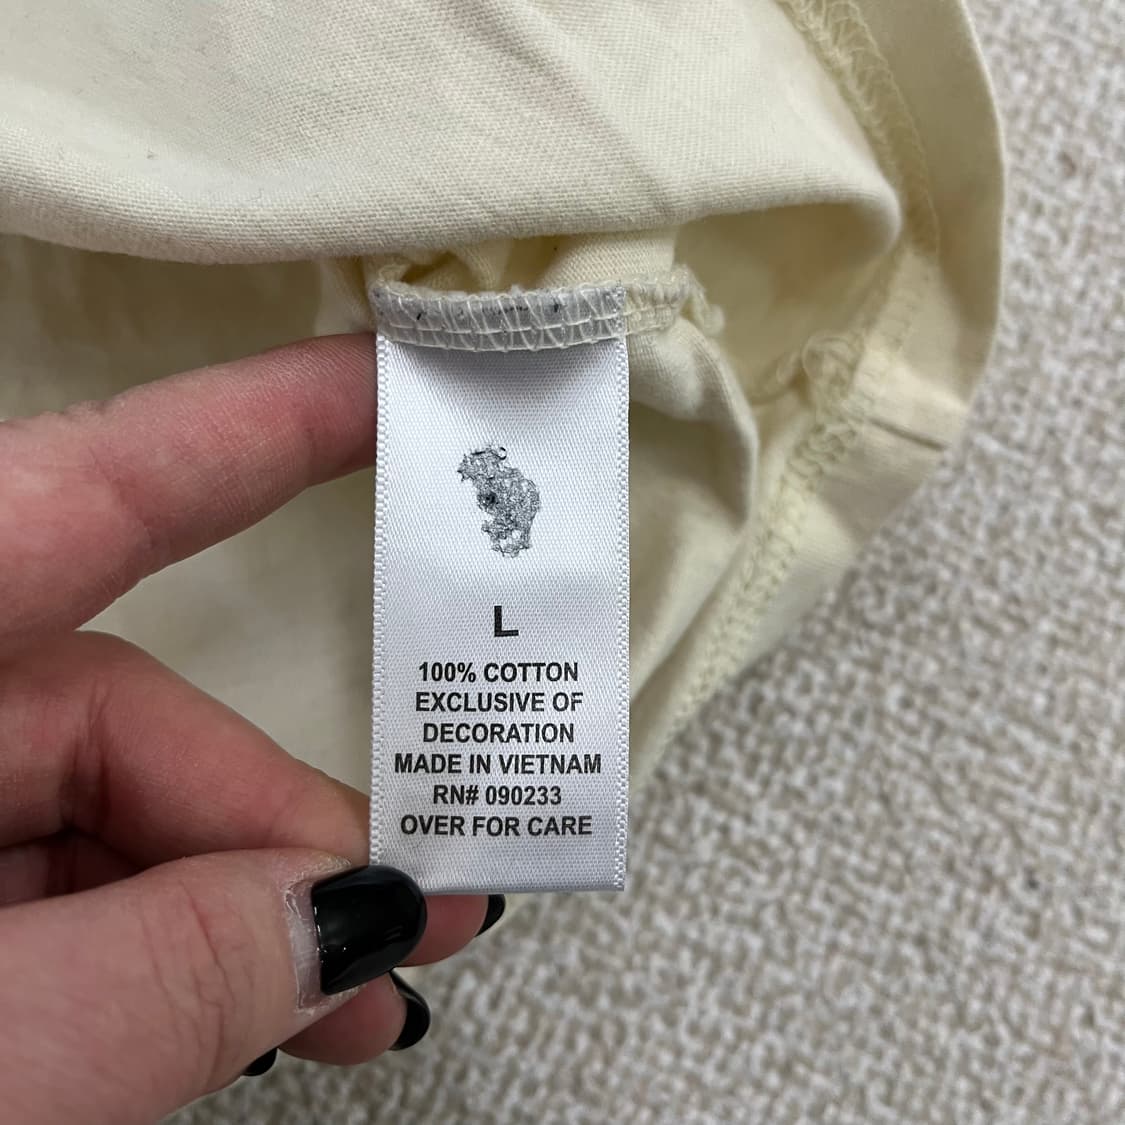 L
100% COTTON
EXCLUSIVE OF
DECORATION
MADE IN VIETNAM
RN# 090233
OVER FOR CARE